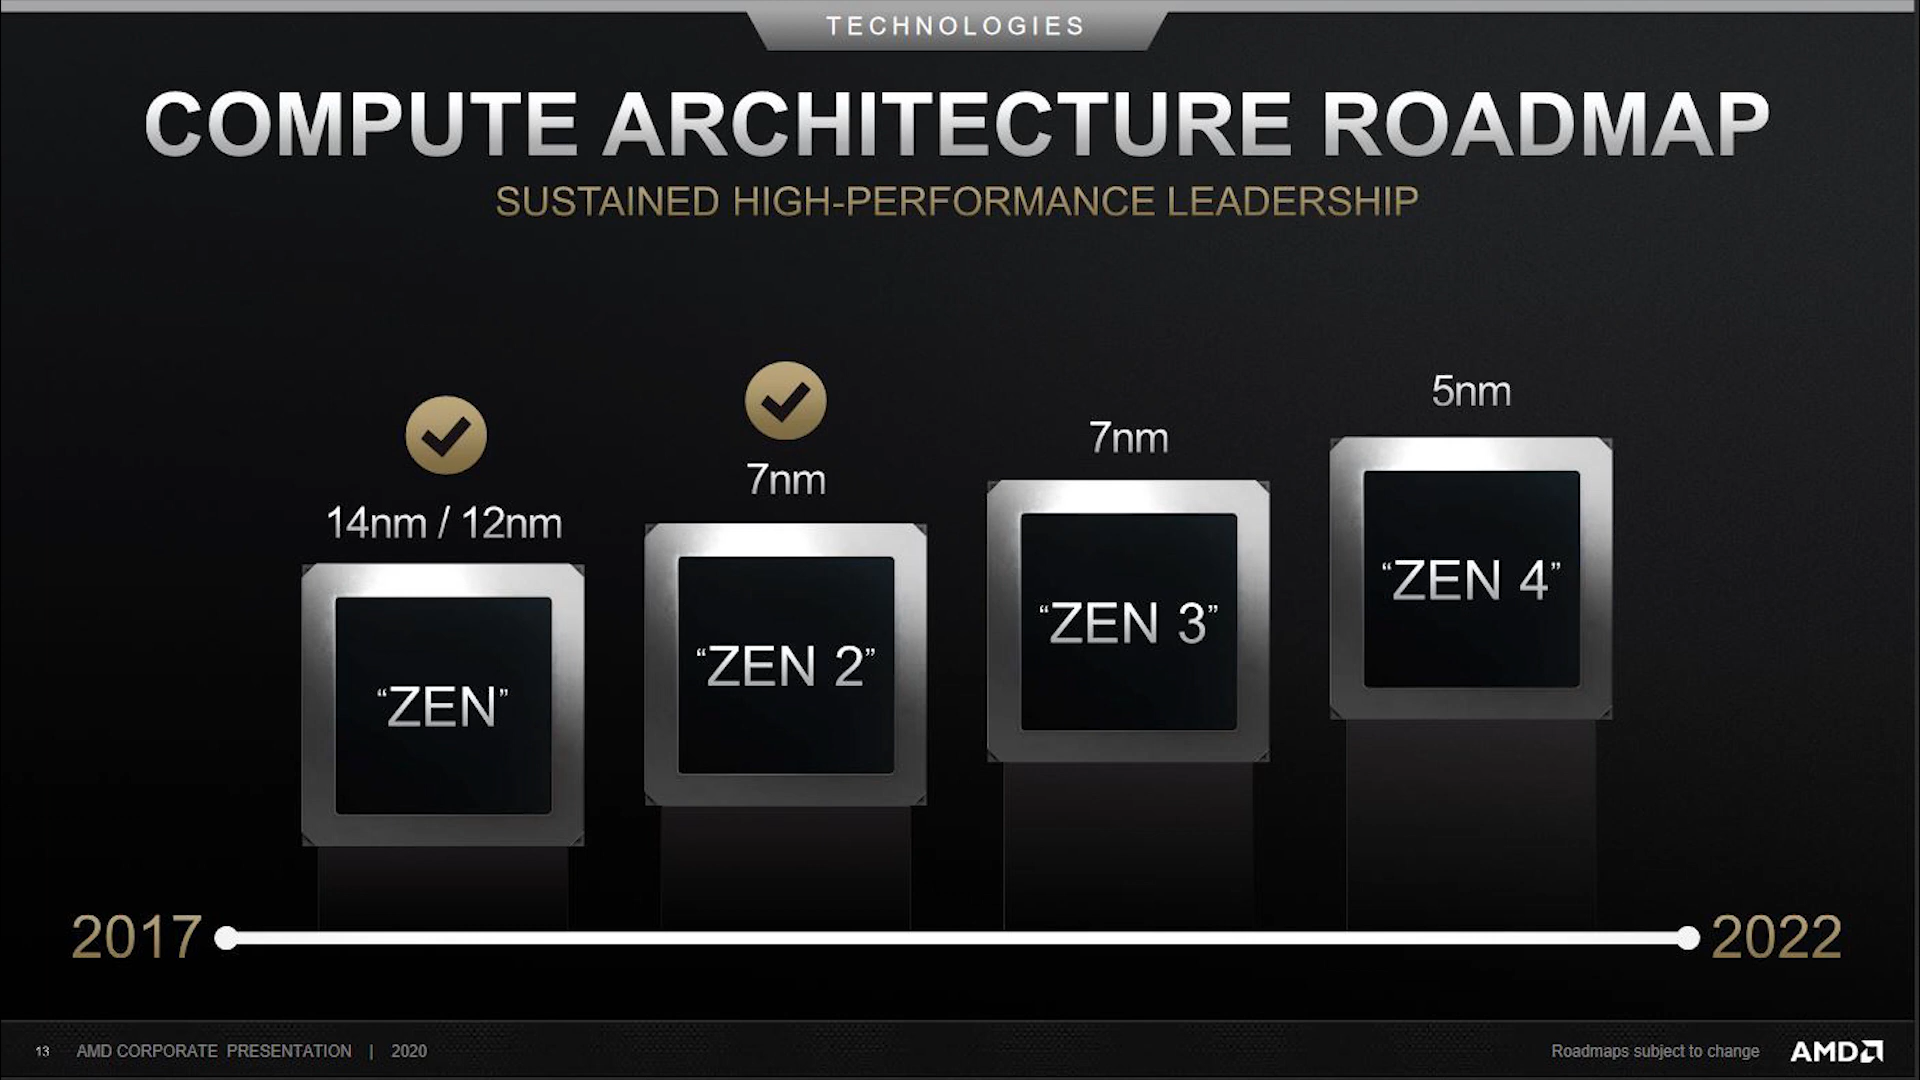 TECHNOLOGIES
COMPUTE ARCHITECTURE ROADMAP
SUSTAINED HIGH-PERFORMANCE LEADERSHIP
14nm / 12nm
“ZEN”
7nm
“ZEN 2”
7nm
“ZEN 3”
5nm
“ZEN 4”
2017
2022
13 AMD CORPORATE PRESENTATION | 2020
Roadmaps subject to change
AMD